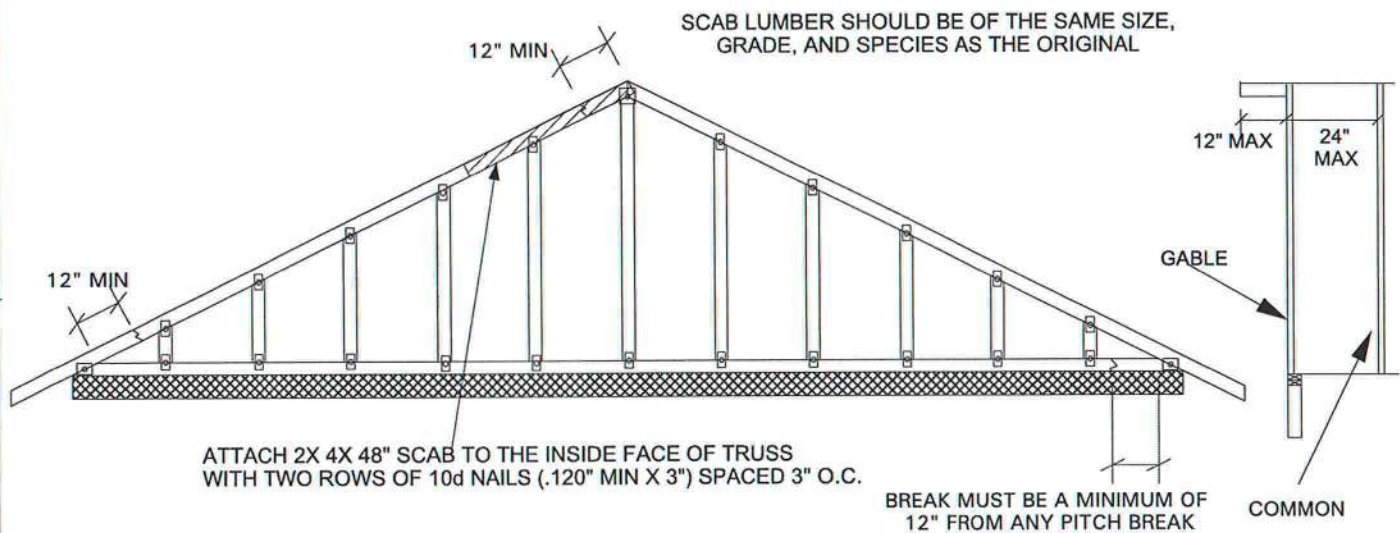 SCAB LUMBER SHOULD BE OF THE SAME SIZE,
GRADE, AND SPECIES AS THE ORIGINAL
12" MIN
12" MAX
24"
MAX
GABLE
12" MIN
ATTACH 2X 4X 48" SCAB TO THE INSIDE FACE OF TRUSS
WITH TWO ROWS OF 10d NAILS (.120" MIN X 3") SPACED 3" O.C.
BREAK MUST BE A MINIMUM OF
12" FROM ANY PITCH BREAK
COMMON